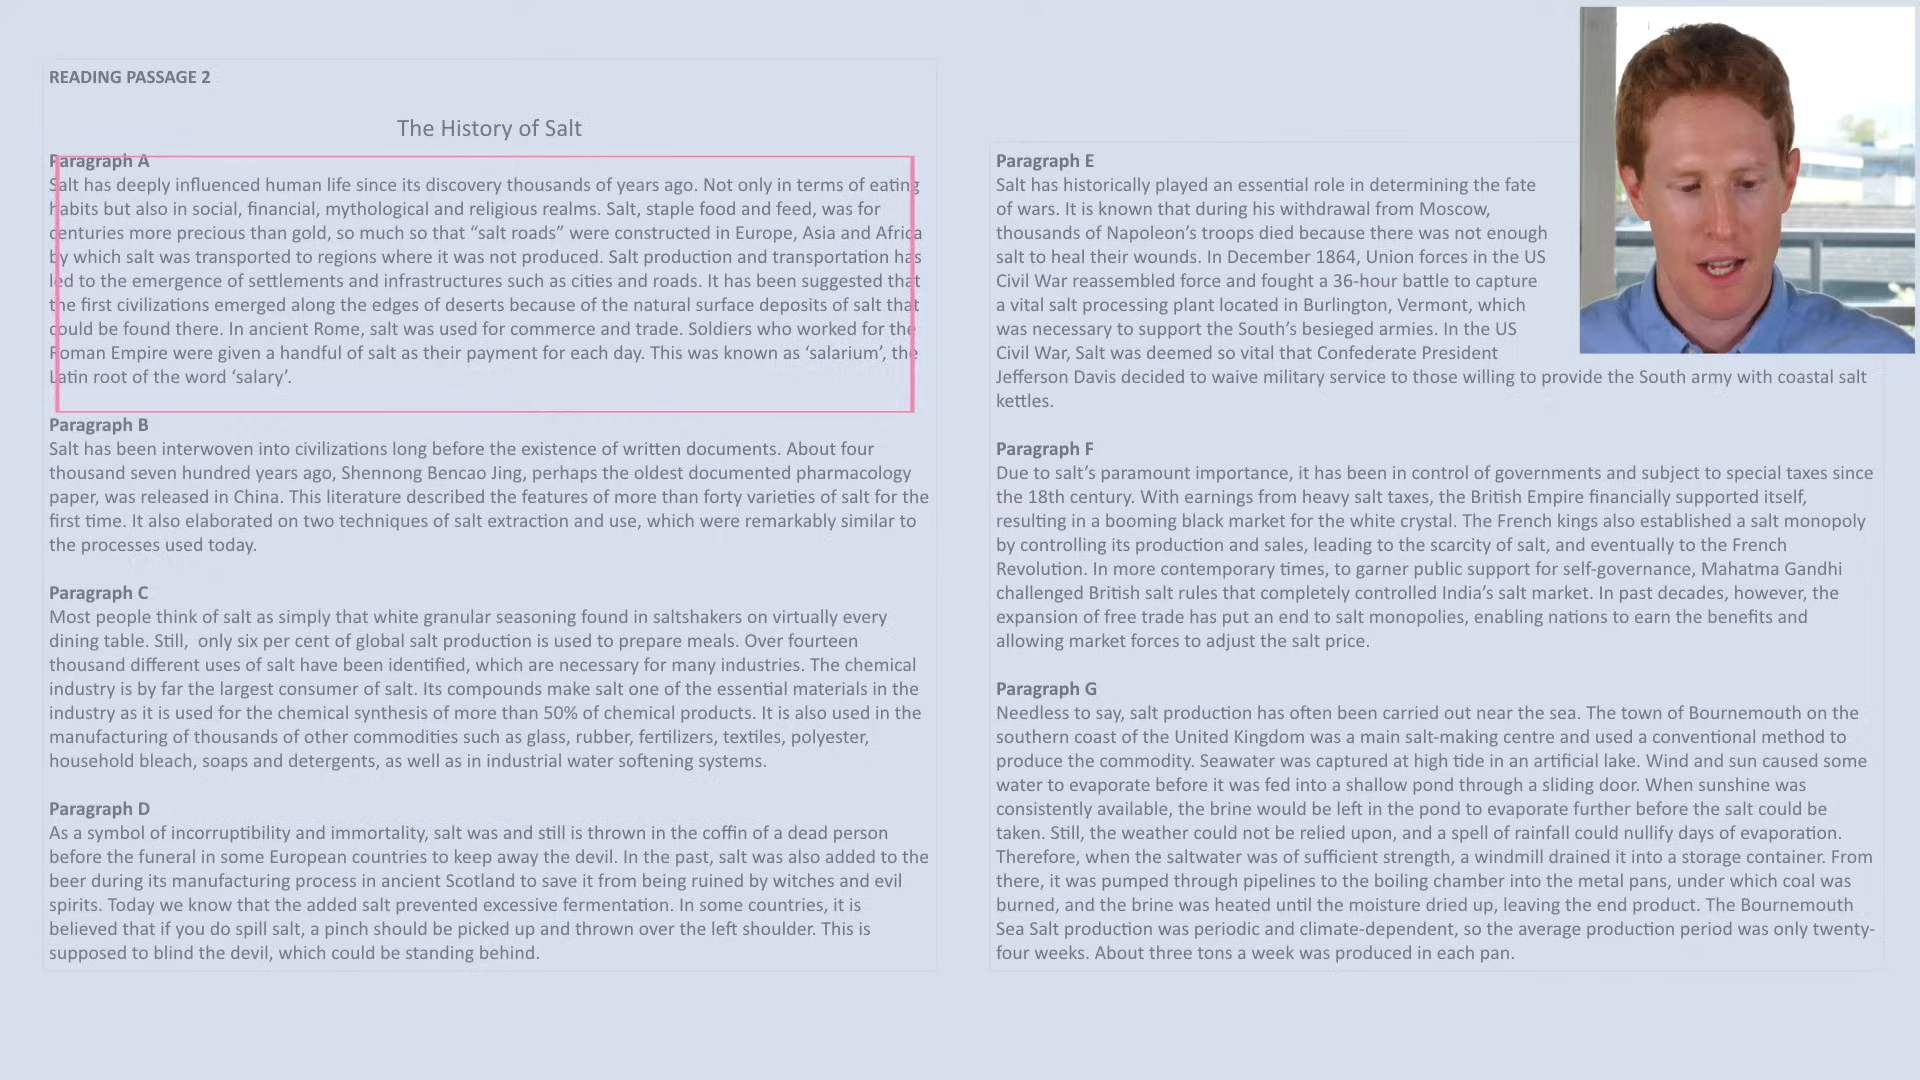 READING PASSAGE 2
The History of Salt
Paragraph A
Salt has deeply influenced human life since its discovery thousands of years ago. Not only in terms of eating
habits but also in social, financial, mythological and religious realms. Salt, staple food and feed, was for
centuries more precious than gold, so much so that “salt roads” were constructed in Europe, Asia and Africa
by which salt was transported to regions where it was not produced. Salt production and transportation has
led to the emergence of settlements and infrastructures such as cities and roads. It has been suggested that
the first civilizations emerged along the edges of deserts because of the natural surface deposits of salt that
could be found there. In ancient Rome, salt was used for commerce and trade. Soldiers who worked for the
Roman Empire were given a handful of salt as their payment for each day. This was known as ‘salarium’, the
Latin root of the word ‘salary’.
Paragraph B
Salt has been interwoven into civilizations long before the existence of written documents. About four
thousand seven hundred years ago, Shennong Bencao Jing, perhaps the oldest documented pharmacology
paper, was released in China. This literature described the features of more than forty varieties of salt for the
first time. It also elaborated on two techniques of salt extraction and use, which were remarkably similar to
the processes used today.
Paragraph C
Most people think of salt as simply that white granular seasoning found in saltshakers on virtually every
dining table. Still,  only six per cent of global salt production is used to prepare meals. Over fourteen
thousand different uses of salt have been identified, which are necessary for many industries. The chemical
industry is by far the largest consumer of salt. Its compounds make salt one of the essential materials in the
industry as it is used for the chemical synthesis of more than 50% of chemical products. It is also used in the
manufacturing of thousands of other commodities such as glass, rubber, fertilizers, textiles, polyester,
household bleach, soaps and detergents, as well as in industrial water softening systems.
Paragraph D
As a symbol of incorruptibility and immortality, salt was and still is thrown in the coffin of a dead person
before the funeral in some European countries to keep away the devil. In the past, salt was also added to the
beer during its manufacturing process in ancient Scotland to save it from being ruined by witches and evil
spirits. Today we know that the added salt prevented excessive fermentation. In some countries, it is
believed that if you do spill salt, a pinch should be picked up and thrown over the left shoulder. This is
supposed to blind the devil, which could be standing behind.
Paragraph E
Salt has historically played an essential role in determining the fate
of wars. It is known that during his withdrawal from Moscow,
thousands of Napoleon’s troops died because there was not enough
salt to heal their wounds. In December 1864, Union forces in the US
Civil War reassembled force and fought a 36-hour battle to capture
a vital salt processing plant located in Burlington, Vermont, which
was necessary to support the South’s besieged armies. In the US
Civil War, Salt was deemed so vital that Confederate President
Jefferson Davis decided to waive military service to those willing to provide the South army with coastal salt
kettles.
Paragraph F
Due to salt’s paramount importance, it has been in control of governments and subject to special taxes since
the 18th century. With earnings from heavy salt taxes, the British Empire financially supported itself,
resulting in a booming black market for the white crystal. The French kings also established a salt monopoly
by controlling its production and sales, leading to the scarcity of salt, and eventually to the French
Revolution. In more contemporary times, to garner public support for self-governance, Mahatma Gandhi
challenged British salt rules that completely controlled India’s salt market. In past decades, however, the
expansion of free trade has put an end to salt monopolies, enabling nations to earn the benefits and
allowing market forces to adjust the salt price.
Paragraph G
Needless to say, salt production has often been carried out near the sea. The town of Bournemouth on the
southern coast of the United Kingdom was a main salt-making centre and used a conventional method to
produce the commodity. Seawater was captured at high tide in an artificial lake. Wind and sun caused some
water to evaporate before it was fed into a shallow pond through a sliding door. When sunshine was
consistently available, the brine would be left in the pond to evaporate further before the salt could be
taken. Still, the weather could not be relied upon, and a spell of rainfall could nullify days of evaporation.
Therefore, when the saltwater was of sufficient strength, a windmill drained it into a storage container. From
there, it was pumped through pipelines to the boiling chamber into the metal pans, under which coal was
burned, and the brine was heated until the moisture dried up, leaving the end product. The Bournemouth
Sea Salt production was periodic and climate-dependent, so the average production period was only twenty-
four weeks. About three tons a week was produced in each pan.